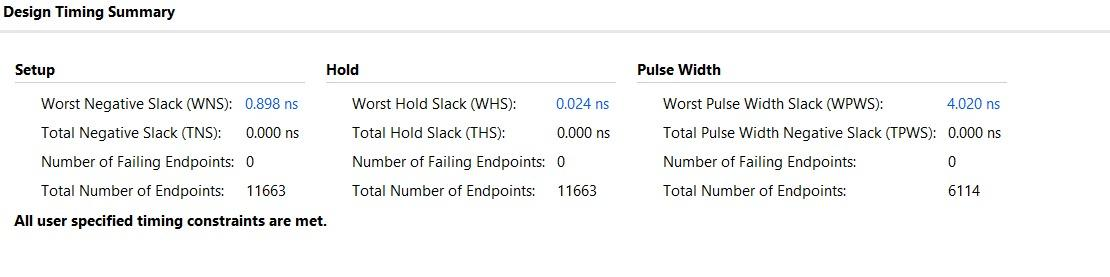 Design Timing Summary
Setup Hold Pulse Width
Worst Negative Slack (WNS): 0.898 ns Worst Hold Slack (WHS): 0.024 ns Worst Pulse Width Slack (WPWS): 4.020 ns
Total Negative Slack (TNS): 0.000 ns Total Hold Slack (THS): 0.000 ns Total Pulse Width Negative Slack (TPWS): 0.000 ns
Number of Failing Endpoints: 0 Number of Failing Endpoints: 0 Number of Failing Endpoints: 0
Total Number of Endpoints: 11663 Total Number of Endpoints: 11663 Total Number of Endpoints: 6114
All user specified timing constraints are met.